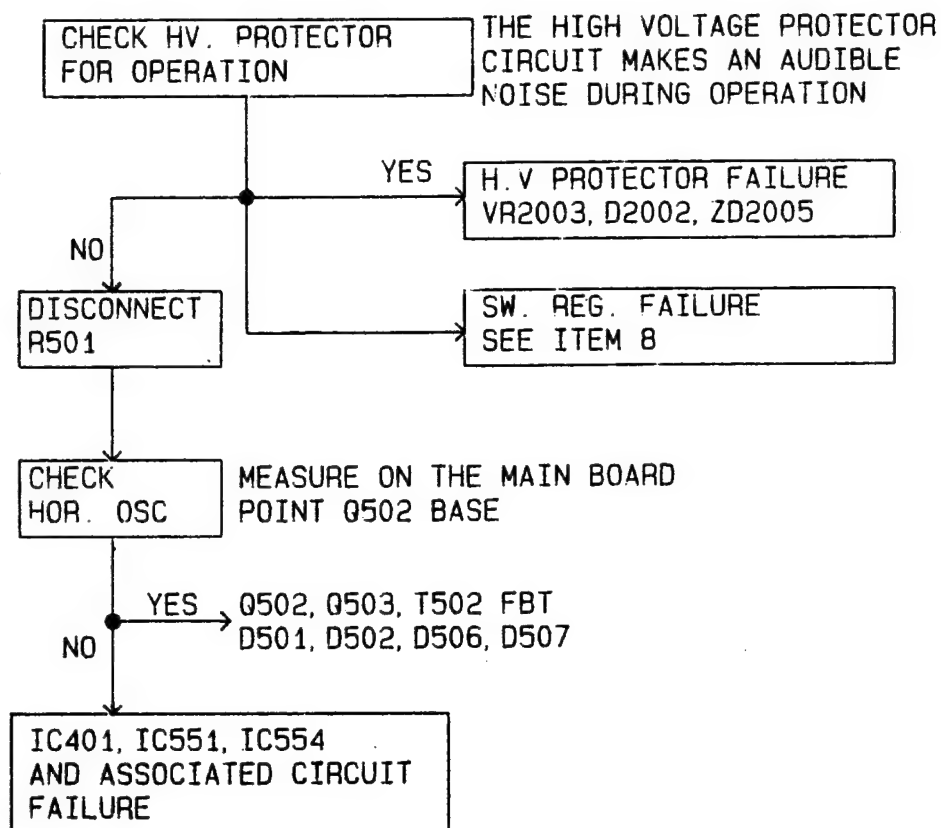 CHECK HV. PROTECTOR
FOR OPERATION
THE HIGH VOLTAGE PROTECTOR
CIRCUIT MAKES AN AUDIBLE
NOISE DURING OPERATION
YES
H.V PROTECTOR FAILURE
VR2003, D2002, ZD2005
NO
DISCONNECT
R501
SW. REG. FAILURE
SEE ITEM 8
CHECK
HOR. OSC
MEASURE ON THE MAIN BOARD
POINT Q502 BASE
YES
Q502, Q503, T502 FBT
D501, D502, D506, D507
NO
IC401, IC551, IC554
AND ASSOCIATED CIRCUIT
FAILURE